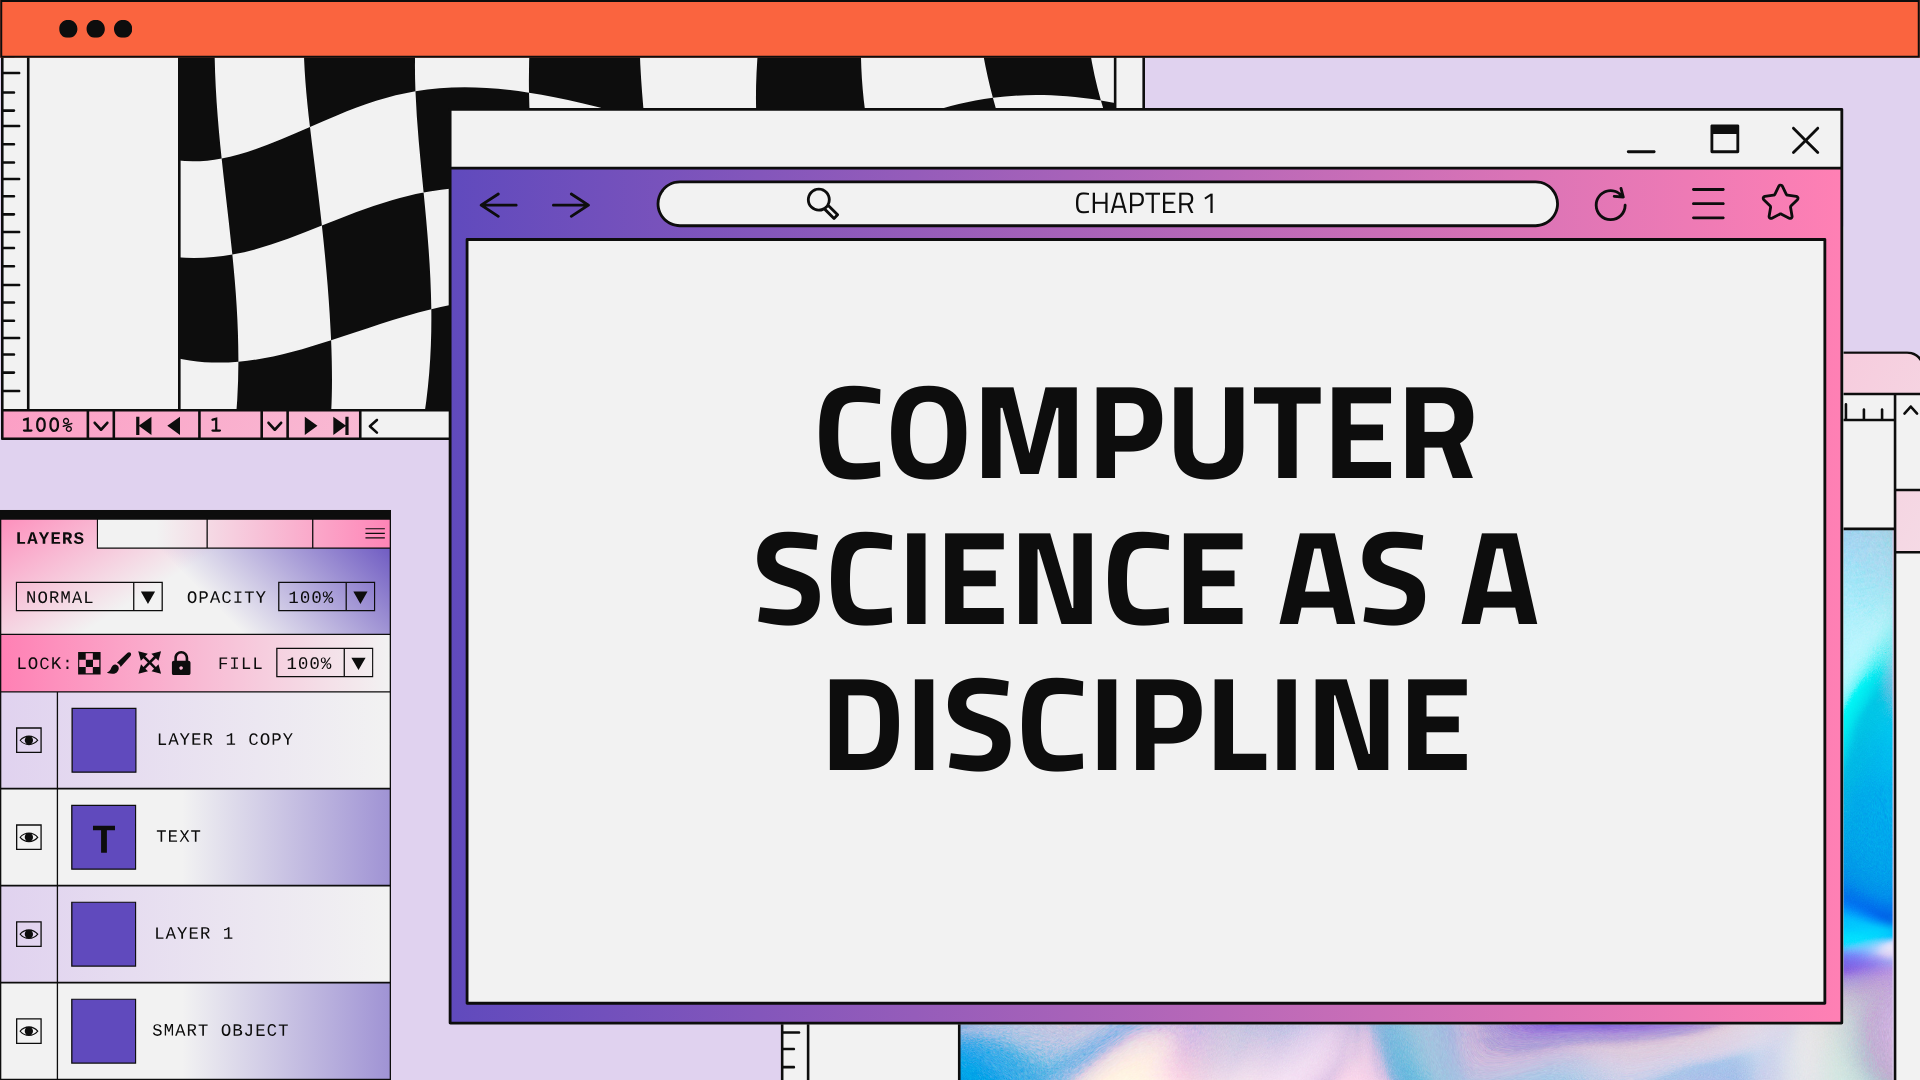 CHAPTER 1
COMPUTER
SCIENCE AS A
DISCIPLINE
100% 1
LAYERS
NORMAL OPACITY 100%
LOCK: FILL 100%
LAYER 1 COPY
T TEXT
LAYER 1
SMART OBJECT